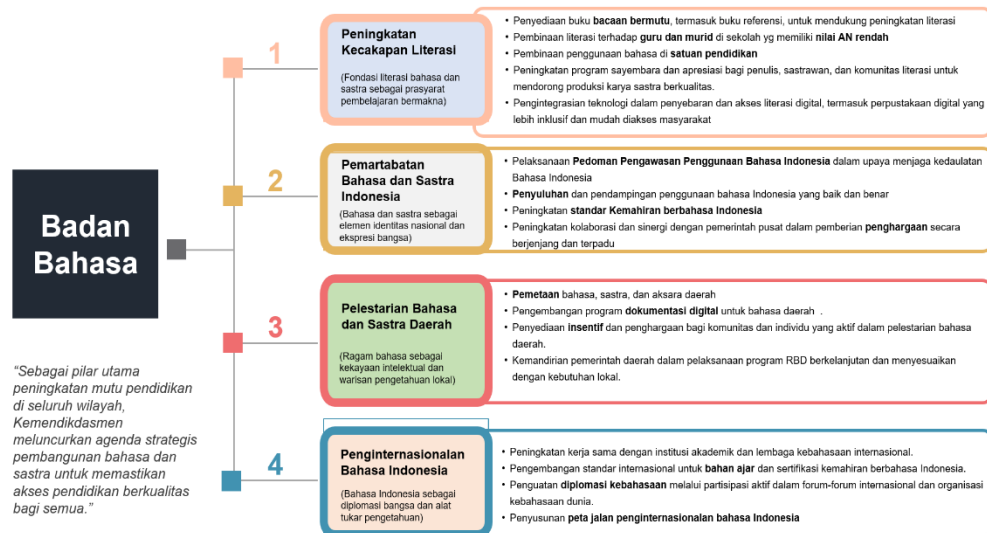 Badan
Bahasa
"Sebagai pilar utama
peningkatan mutu pendidikan
di seluruh wilayah,
Kemendikdasmen
meluncurkan agenda strategis
pembangunan bahasa dan
sastra untuk memastikan
akses pendidikan berkualitas
bagi semua."
1
Peningkatan
Kecakapan Literasi
(Fondasi literasi bahasa dan
sastra sebagai prasyarat
pembelajaran bermakna)
• Penyediaan buku bacaan bermutu, termasuk buku referensi, untuk mendukung peningkatan literasi
• Pembinaan literasi terhadap guru dan murid di sekolah yg memiliki nilai AN rendah
• Pembinaan penggunaan bahasa di satuan pendidikan
• Peningkatan program sayembara dan apresiasi bagi penulis, sastrawan, dan komunitas literasi untuk
mendorong produksi karya sastra berkualitas.
• Pengintegrasian teknologi dalam penyebaran dan akses literasi digital, termasuk perpustakaan digital yang
lebih inklusif dan mudah diakses masyarakat
2
Pemartabatan
Bahasa dan Sastra
Indonesia
(Bahasa dan sastra sebagai
elemen identitas nasional dan
ekspresi bangsa)
• Pelaksanaan Pedoman Pengawasan Penggunaan Bahasa Indonesia dalam upaya menjaga kedaulatan
Bahasa Indonesia
• Penyuluhan dan pendampingan penggunaan bahasa Indonesia yang baik dan benar
• Peningkatan standar Kemahiran berbahasa Indonesia
• Peningkatan kolaborasi dan sinergi dengan pemerintah pusat dalam pemberian penghargaan secara
berjenjang dan terpadu
3
Pelestarian Bahasa
dan Sastra Daerah
(Ragam bahasa sebagai
kekayaan intelektual dan
warisan pengetahuan lokal)
• Pemetaan bahasa, sastra, dan aksara daerah
• Pengembangan program dokumentasi digital untuk bahasa daerah .
• Penyediaan insentif dan penghargaan bagi komunitas dan individu yang aktif dalam pelestarian bahasa
daerah.
• Kemandirian pemerintah daerah dalam pelaksanaan program RBD berkelanjutan dan menyesuaikan
dengan kebutuhan lokal.
4
Penginternasionalan
Bahasa Indonesia
(Bahasa Indonesia sebagai
diplomasi bangsa dan alat
tukar pengetahuan)
• Peningkatan kerja sama dengan institusi akademik dan lembaga kebahasaan internasional.
• Pengembangan standar internasional untuk bahan ajar dan sertifikasi kemahiran berbahasa Indonesia.
• Penguatan diplomasi kebahasaan melalui partisipasi aktif dalam forum-forum internasional dan organisasi
kebahasaan dunia.
• Penyusunan peta jalan penginternasionalan bahasa Indonesia